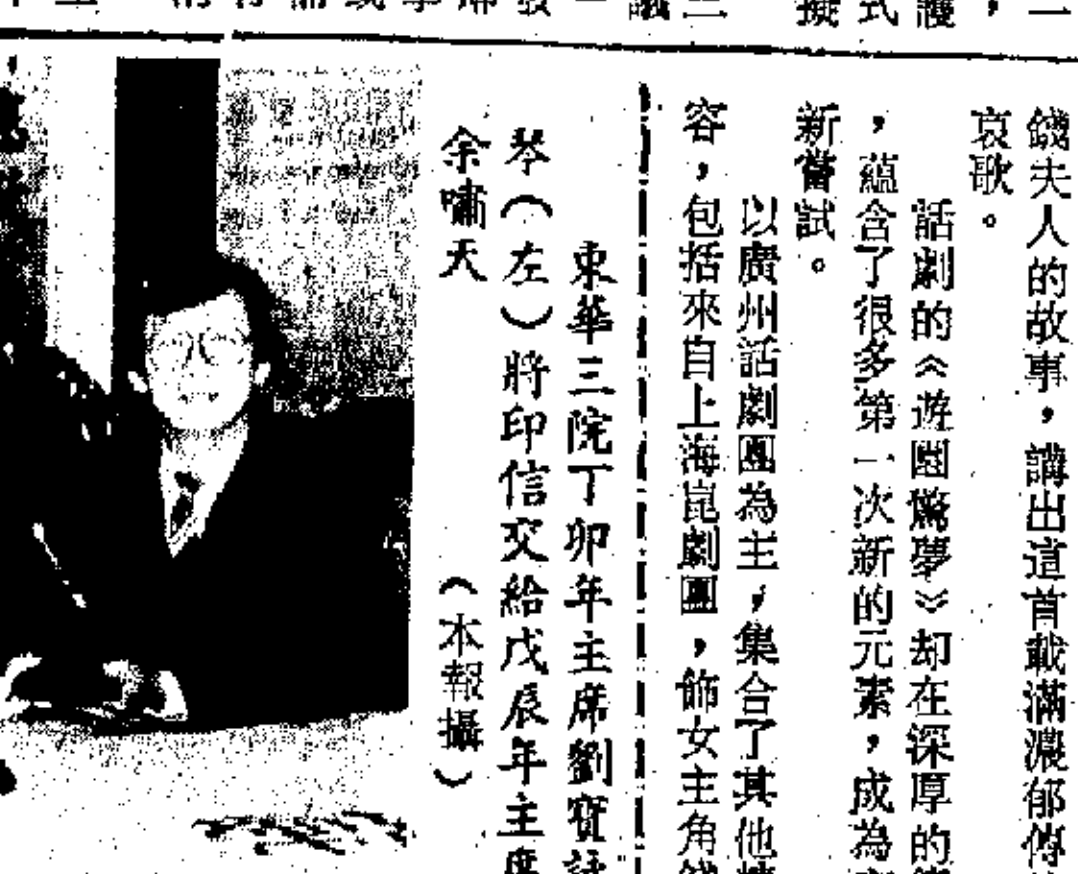 錢夫人的故事，講出這首載滿濃郁傳
哀歌。
話劇的《遊園驚夢》却在深厚的
，蘊含了很多第一次新的元素，成為
新嘗試。
以廣州話劇團為主，集合了其他
容，包括來自上海崑劇團，飾女主角錢
東華三院丁卯年主席劉寶
琴（左）將印信交給戊辰年主席
余嘯天
（本報攝）